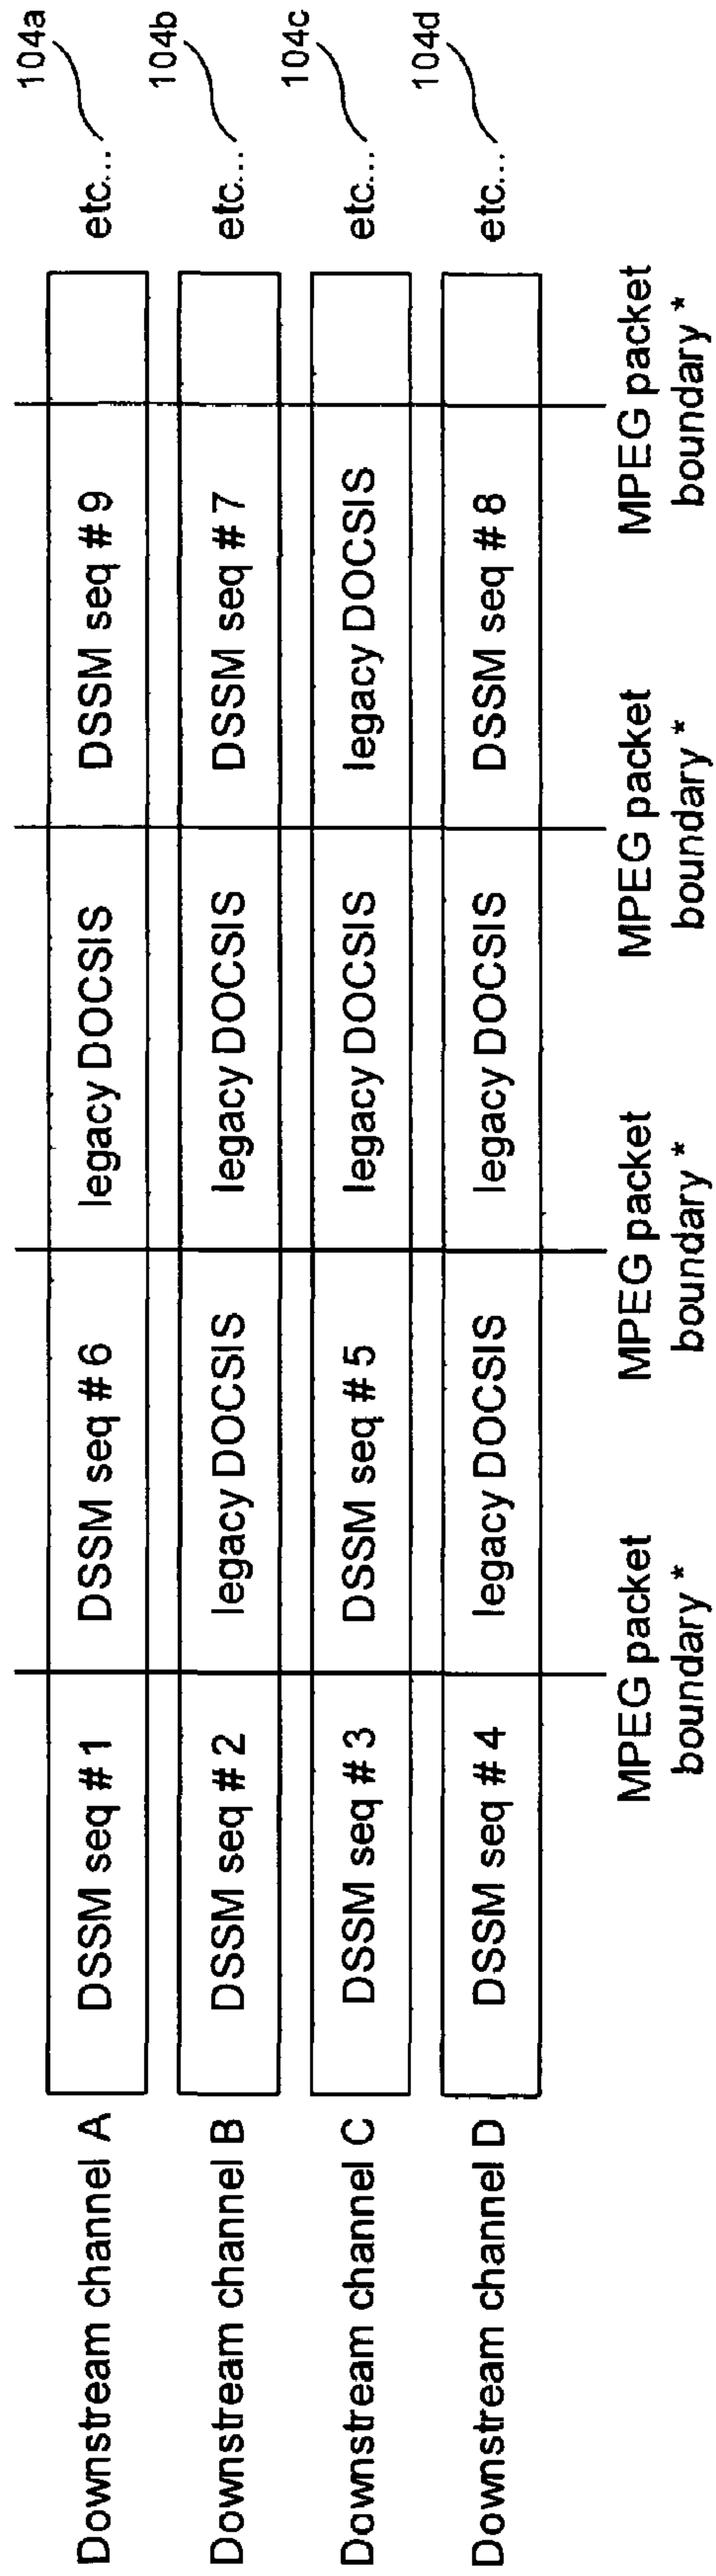 104a
Downstream channel A DSSM seq # 1 DSSM seq # 6 legacy DOCSIS DSSM seq # 9 etc...
104b
Downstream channel B DSSM seq # 2 legacy DOCSIS legacy DOCSIS DSSM seq # 7 etc...
104c
Downstream channel C DSSM seq # 3 DSSM seq # 5 legacy DOCSIS legacy DOCSIS etc...
104d
Downstream channel D DSSM seq # 4 legacy DOCSIS legacy DOCSIS DSSM seq # 8 etc...
MPEG packet
boundary *
MPEG packet
boundary *
MPEG packet
boundary *
MPEG packet
boundary *